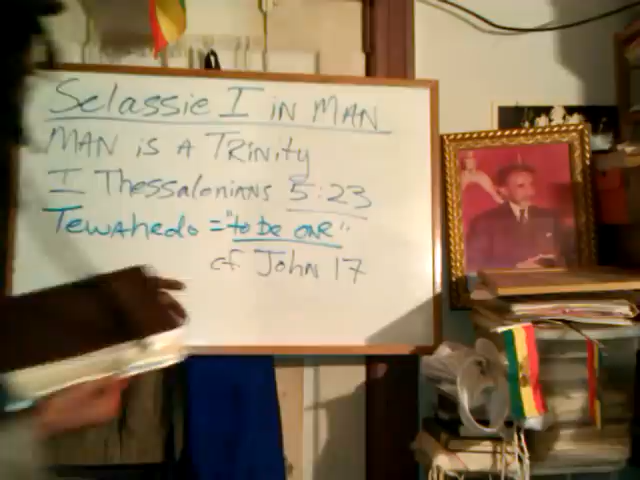 Selassie I in Man
Man is a Trinity
I Thessalonians 5:23
Tewahedo = "to be one"
cf John 17